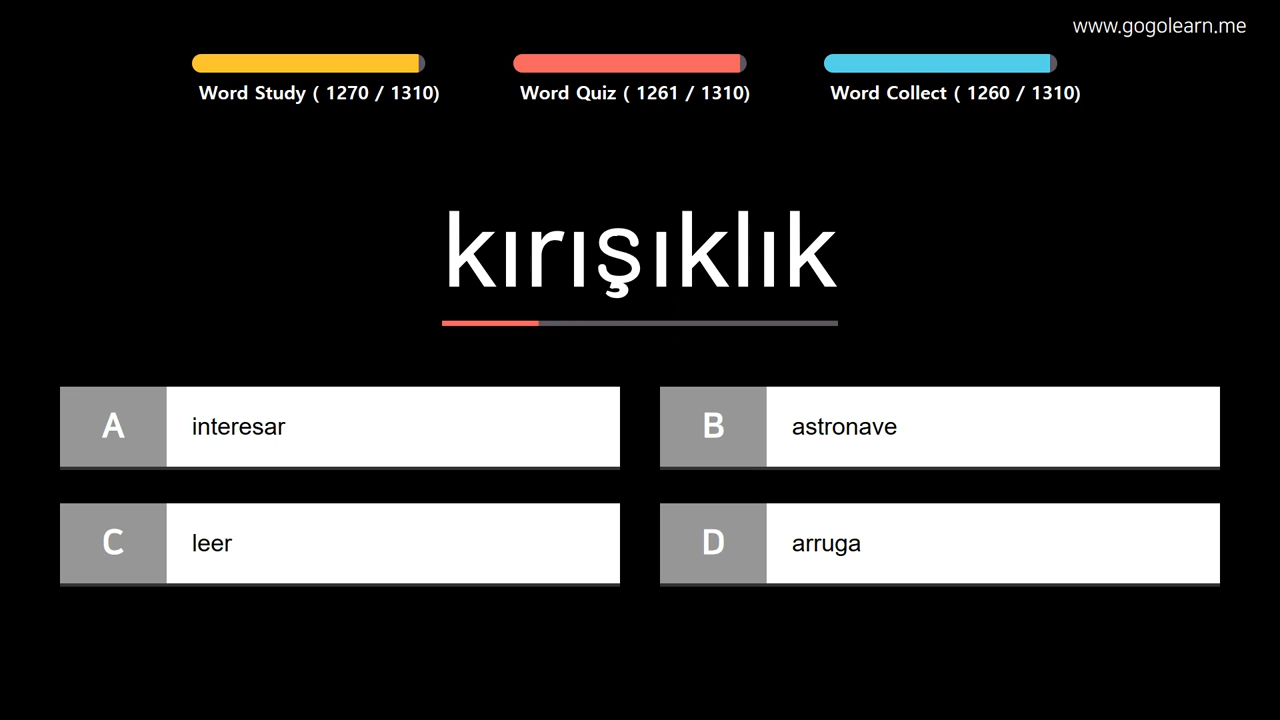 www.gogolearn.me
Word Study ( 1270 / 1310)
Word Quiz ( 1261 / 1310)
Word Collect ( 1260 / 1310)
kırışıklık
A interesar
B astronave
C leer
D arruga